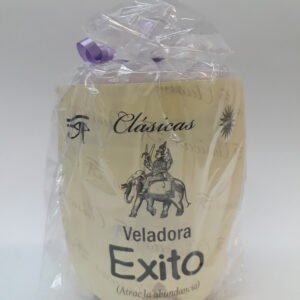 Clásicas
Veladora
Exito
(Atrae la abundancia)